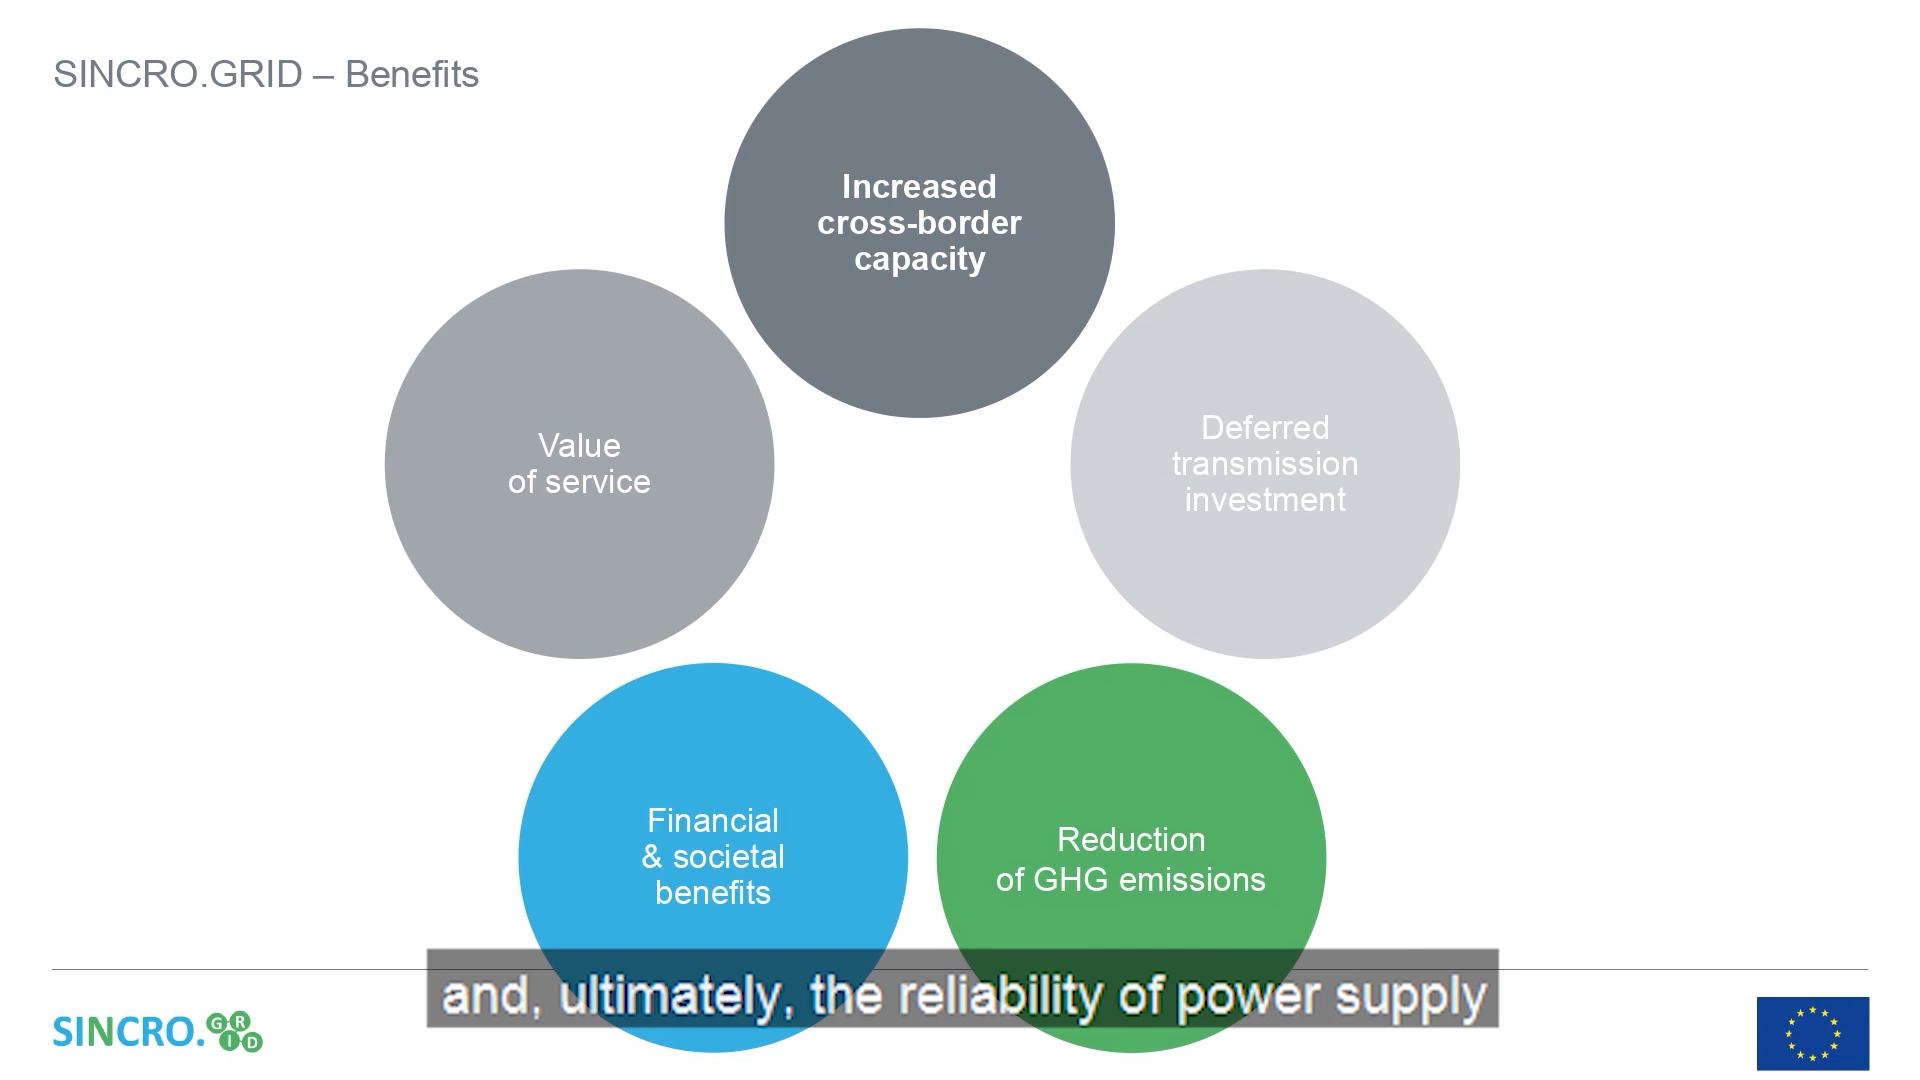 SINCRO.GRID – Benefits
Increased
cross-border
capacity
Value
of service
Deferred
transmission
investment
Financial
& societal
benefits
Reduction
of GHG emissions
and, ultimately, the reliability of power supply
SINCRO.GRID